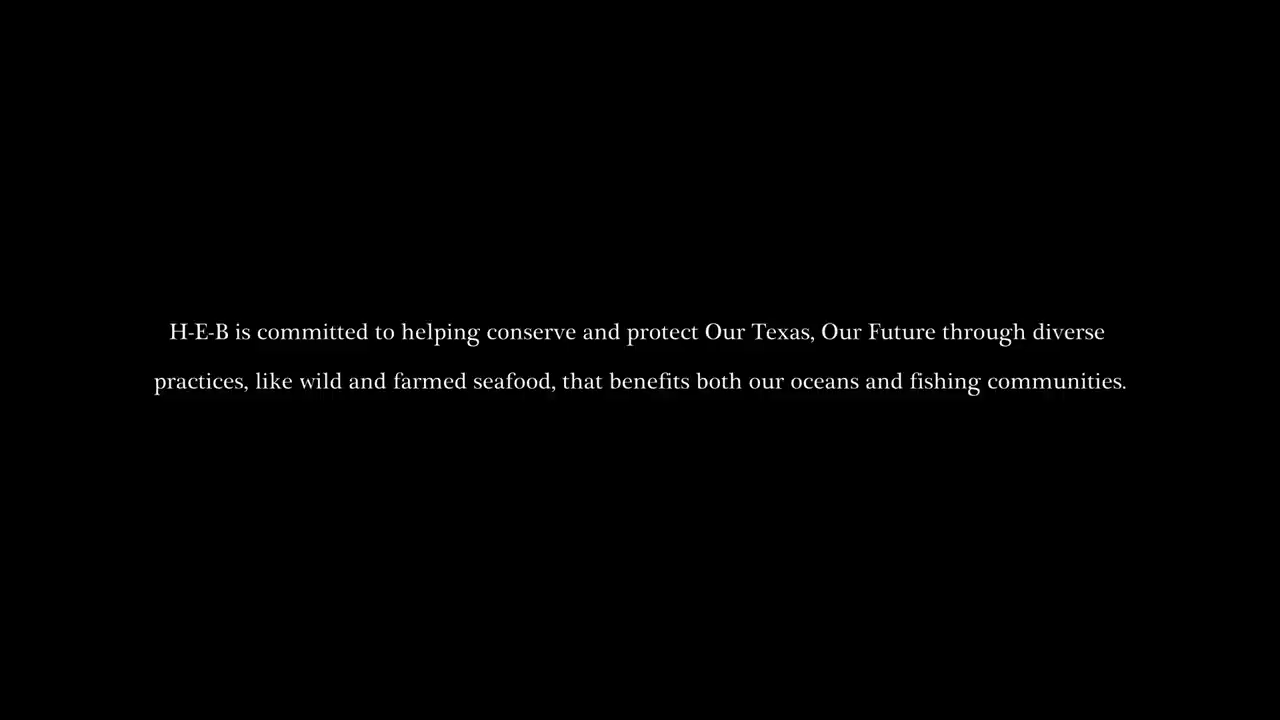 H-E-B is committed to helping conserve and protect Our Texas, Our Future through diverse
practices, like wild and farmed seafood, that benefits both our oceans and fishing communities.